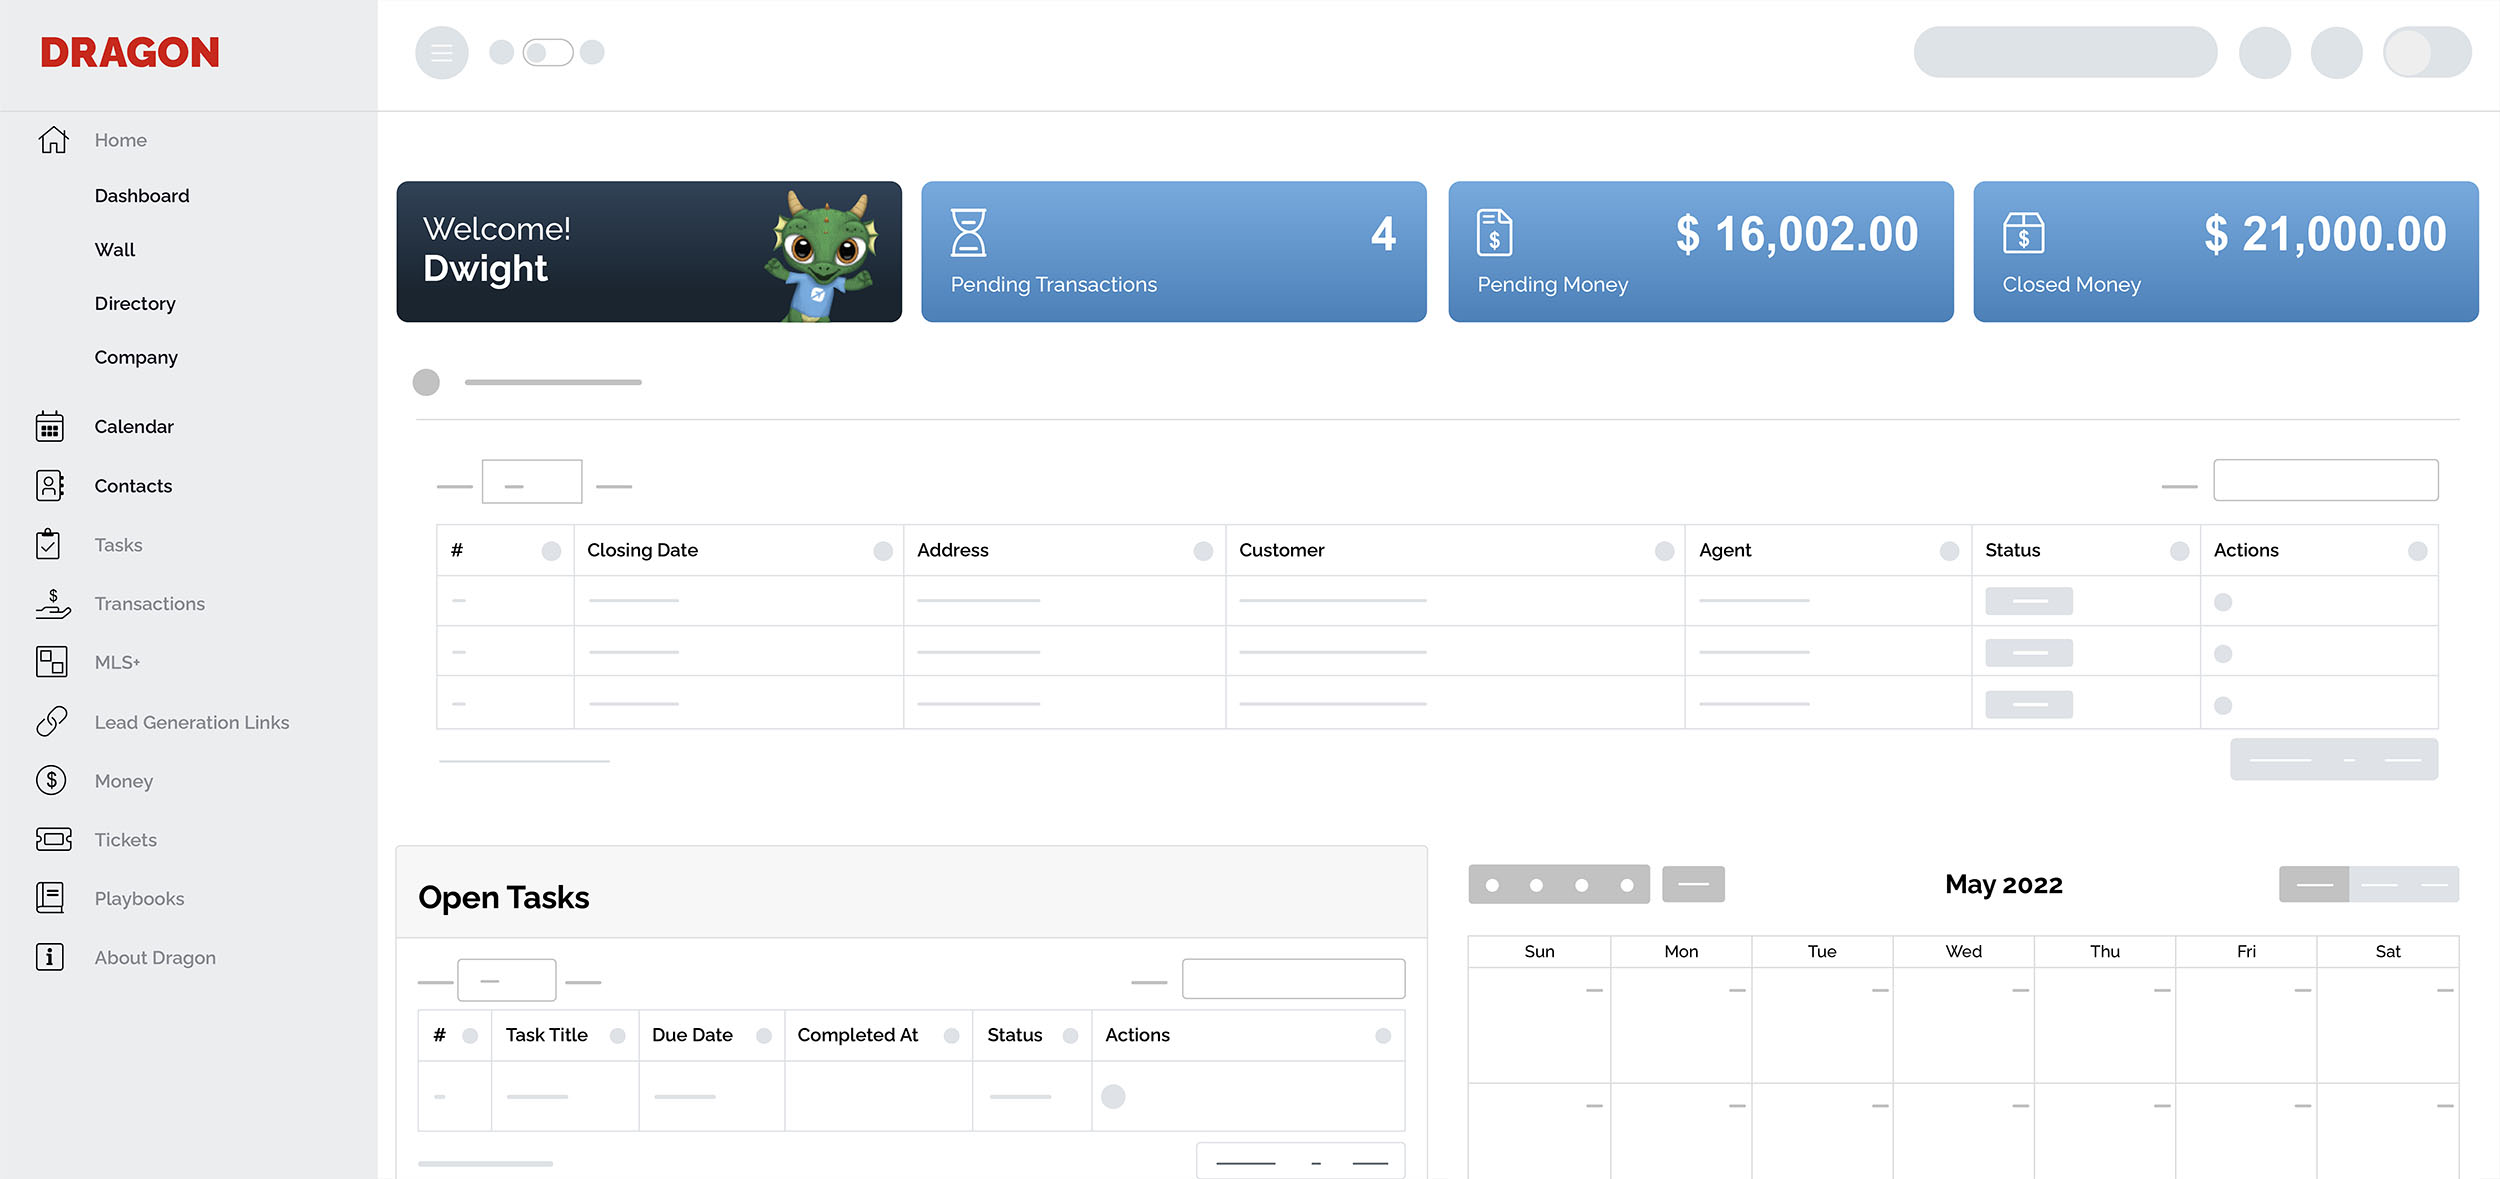 DRAGON
Home
Dashboard
Wall
Directory
Company
Calendar
Contacts
Tasks
Transactions
MLS+
Lead Generation Links
Money
Tickets
Playbooks
About Dragon
Welcome!
Dwight
4
Pending Transactions
$ 16,002.00
Pending Money
$ 21,000.00
Closed Money
# Closing Date Address Customer Agent Status Actions
Open Tasks
# Task Title Due Date Completed At Status Actions
May 2022
Sun Mon Tue Wed Thu Fri Sat